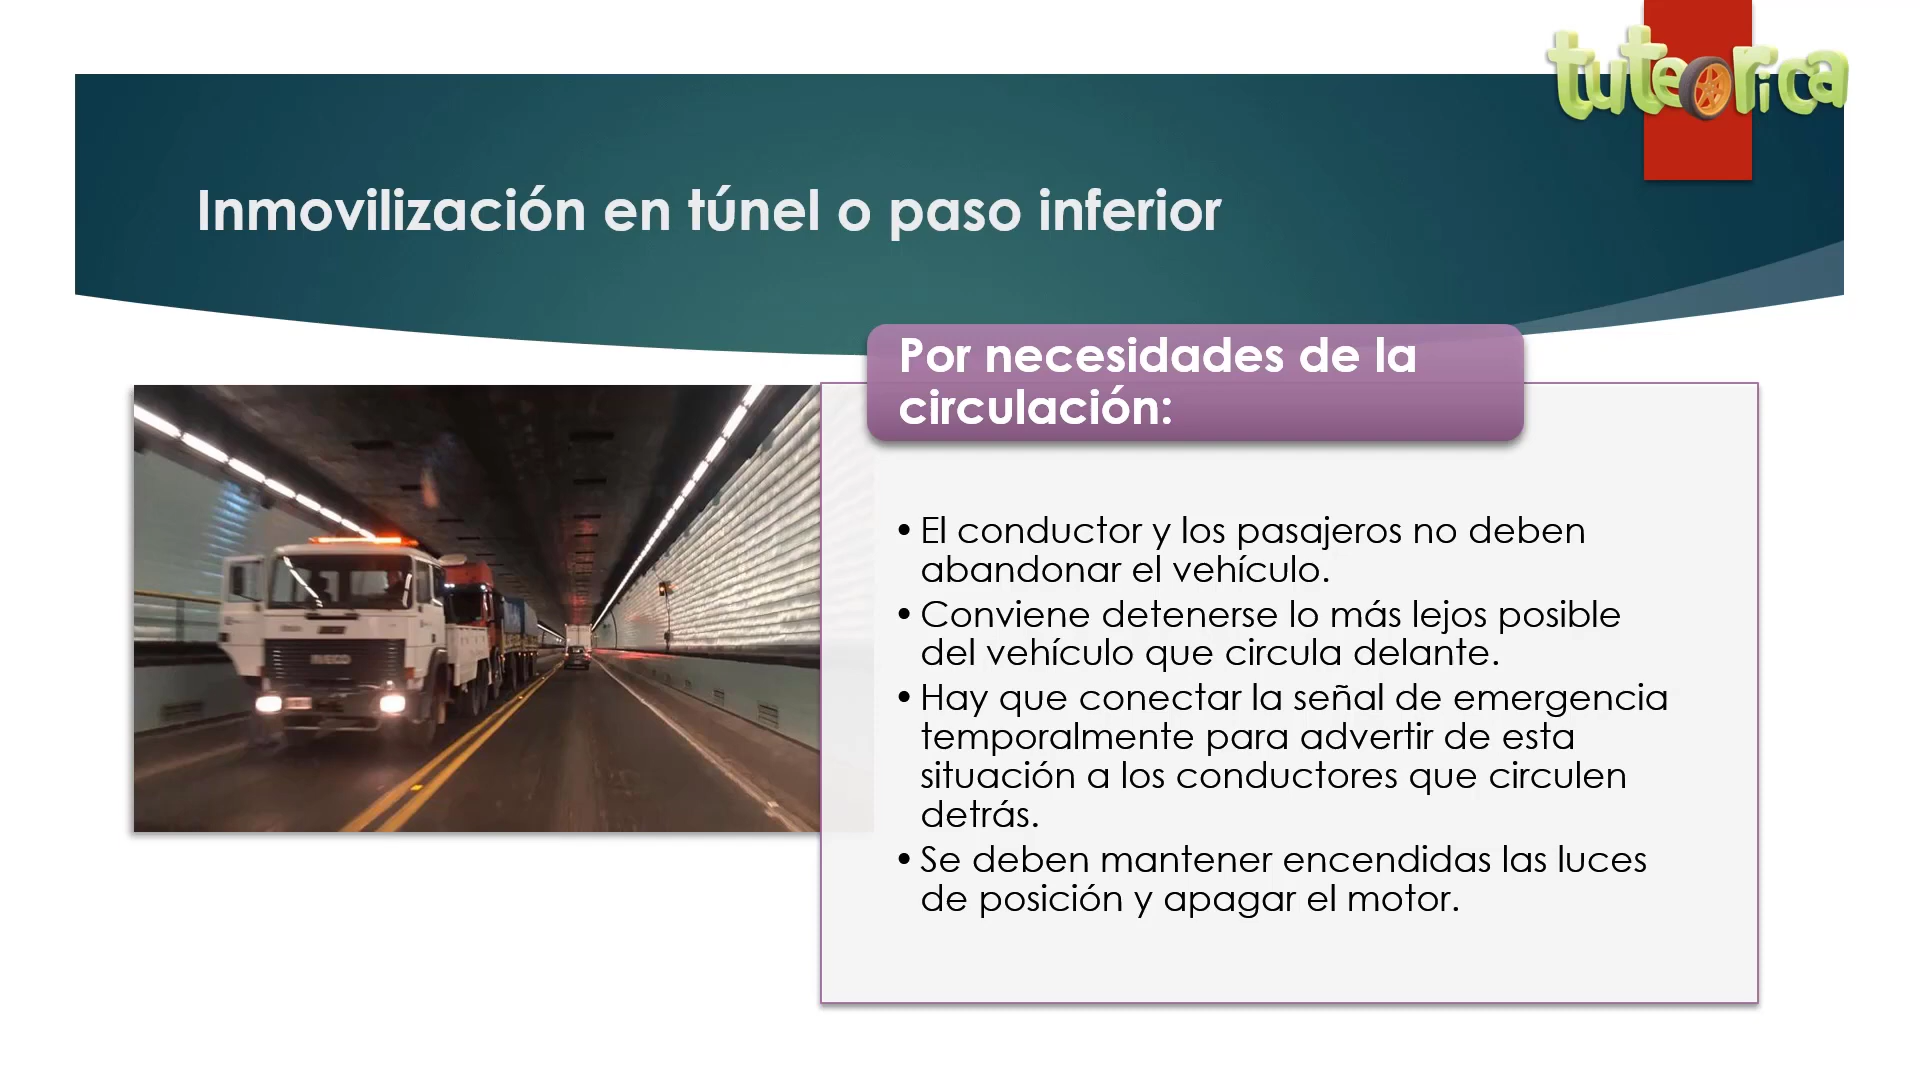 tuteorica
Inmovilización en túnel o paso inferior
Por necesidades de la
circulación:
• El conductor y los pasajeros no deben
abandonar el vehículo.
• Conviene detenerse lo más lejos posible
del vehículo que circula delante.
• Hay que conectar la señal de emergencia
temporalmente para advertir de esta
situación a los conductores que circulen
detrás.
• Se deben mantener encendidas las luces
de posición y apagar el motor.
IVECO